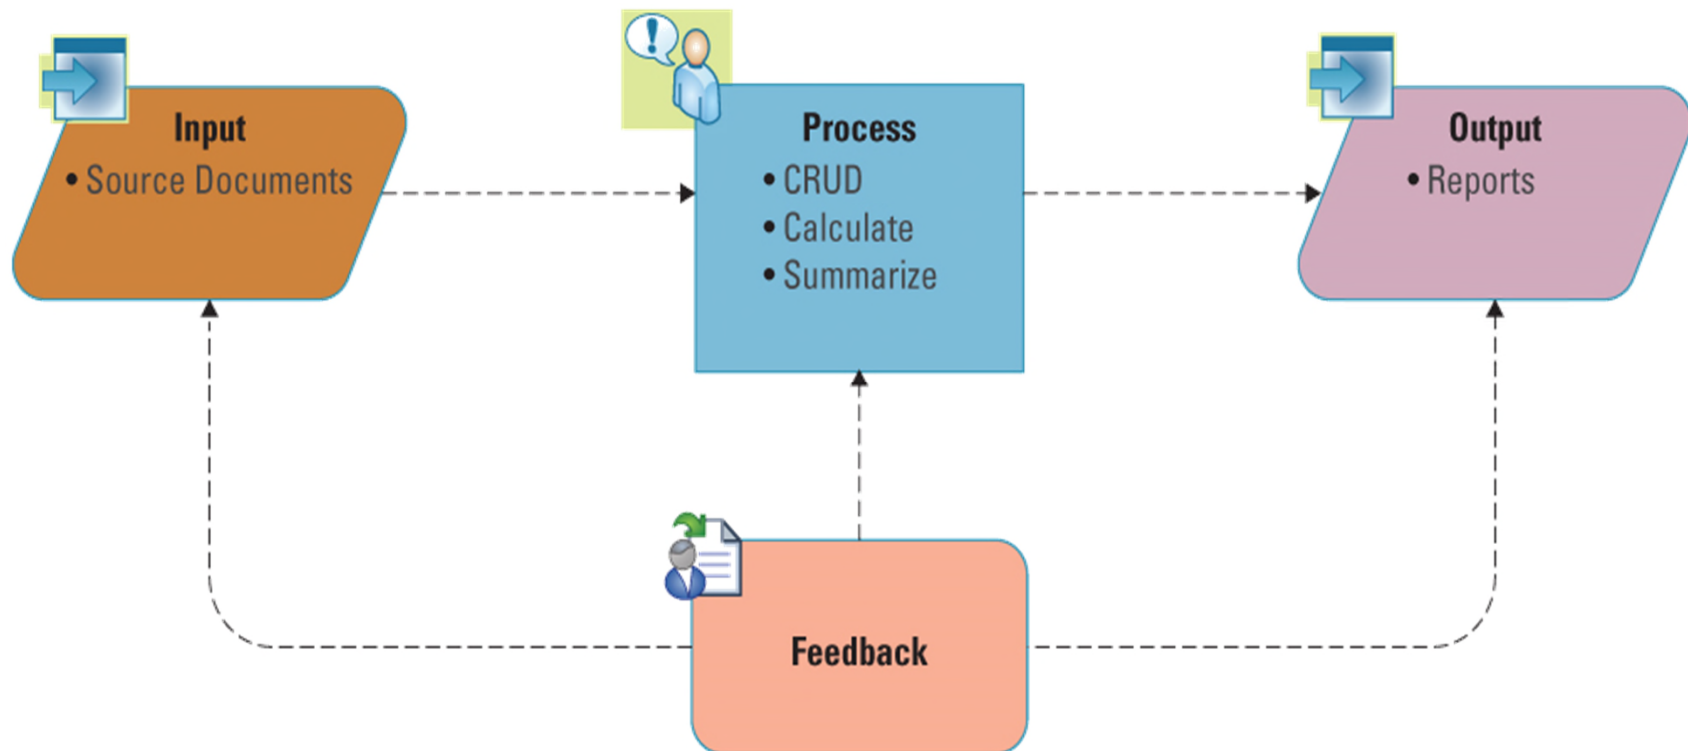 Input
• Source Documents
Process
• CRUD
• Calculate
• Summarize
Output
• Reports
Feedback